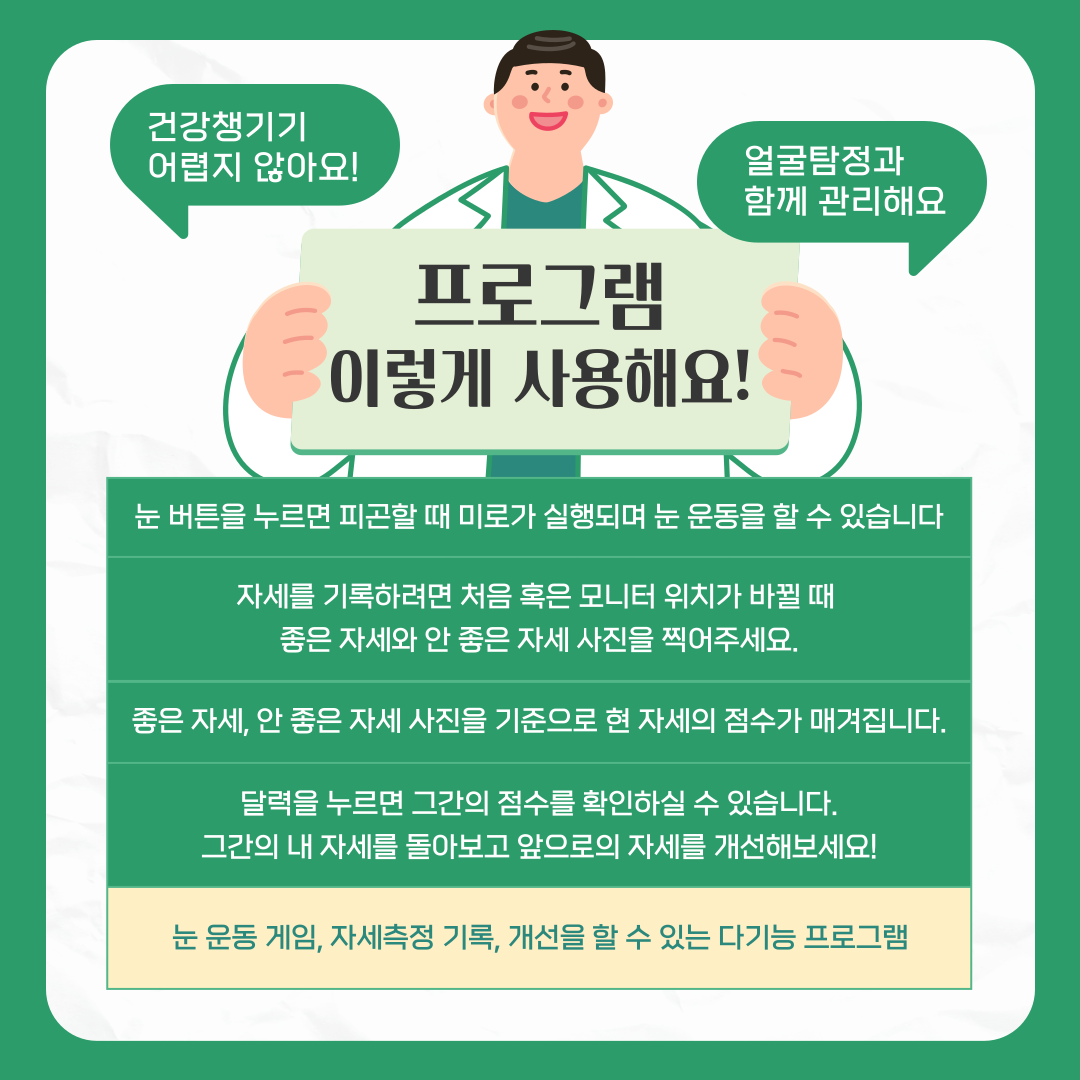 건강챙기기
어렵지 않아요!
얼굴탐정과
함께 관리해요
프로그램
이렇게 사용해요!
눈 버튼을 누르면 피곤할 때 미로가 실행되며 눈 운동을 할 수 있습니다
자세를 기록하려면 처음 혹은 모니터 위치가 바뀔 때
좋은 자세와 안 좋은 자세 사진을 찍어주세요.
좋은 자세, 안 좋은 자세 사진을 기준으로 현 자세의 점수가 매겨집니다.
달력을 누르면 그간의 점수를 확인하실 수 있습니다.
그간의 내 자세를 돌아보고 앞으로의 자세를 개선해보세요!
눈 운동 게임, 자세측정 기록, 개선을 할 수 있는 다기능 프로그램